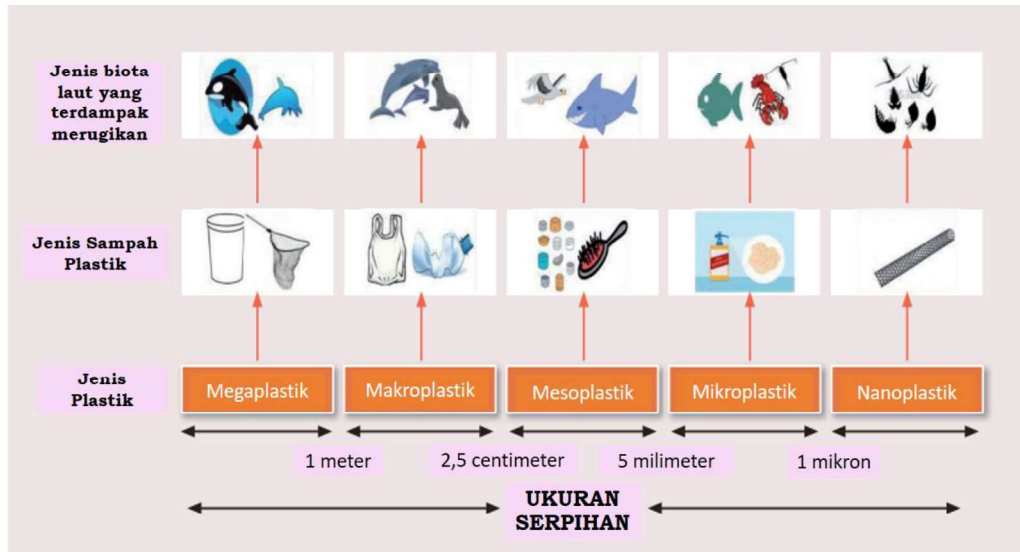 Jenis biota
laut yang
terdampak
merugikan
Jenis Sampah
Plastik
Jenis
Plastik
Megaplastik
Makroplastik
Mesoplastik
Mikroplastik
Nanoplastik
1 meter
2,5 centimeter
5 milimeter
1 mikron
UKURAN
SERPIHAN